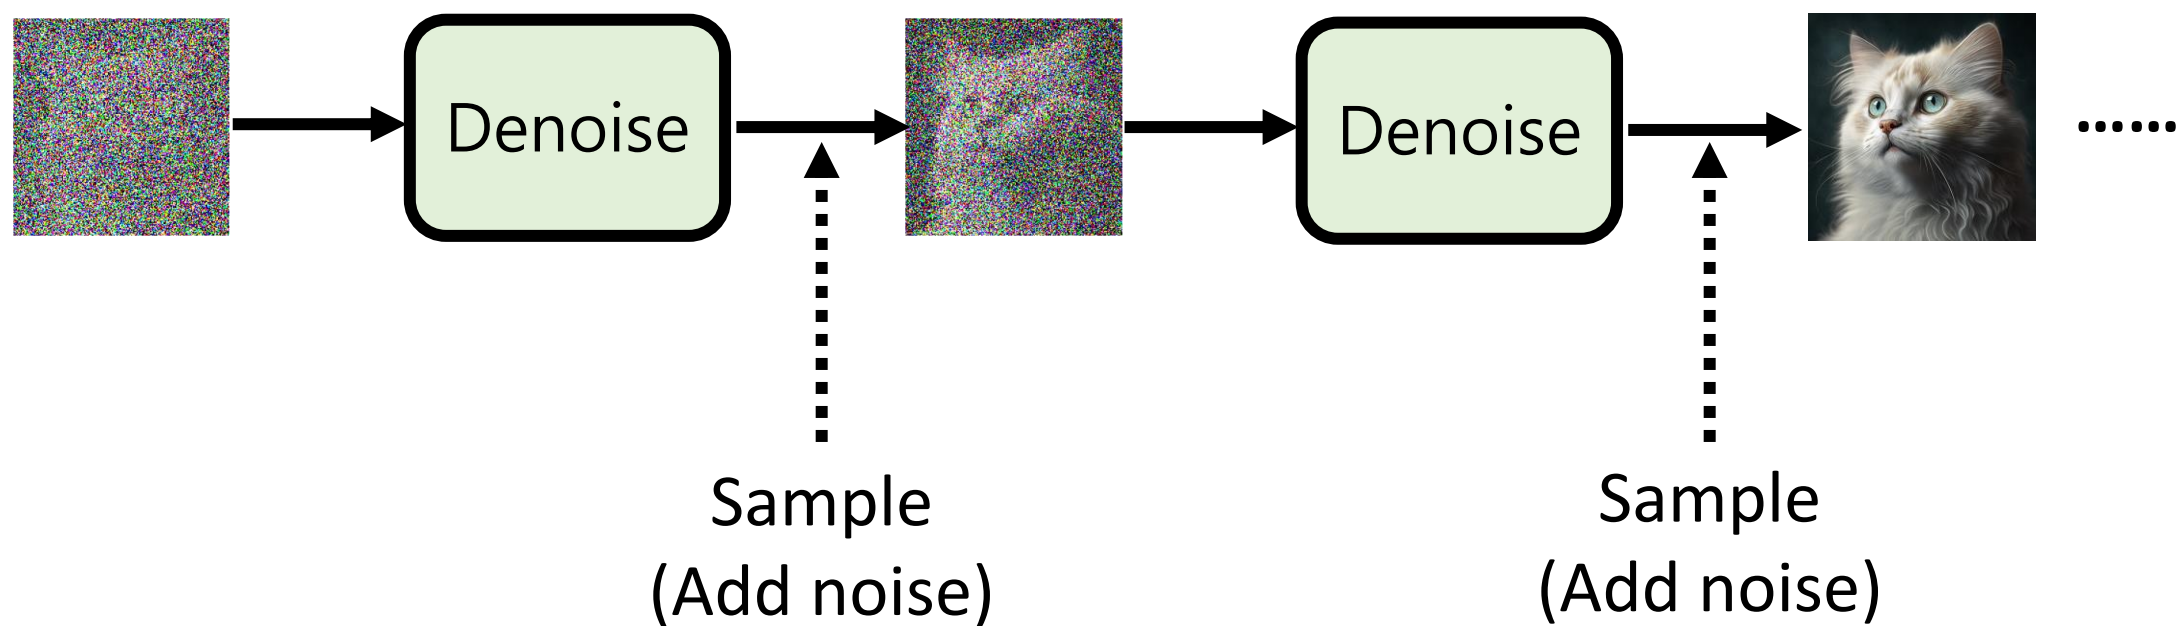 Denoise
Denoise
……
Sample
(Add noise)
Sample
(Add noise)